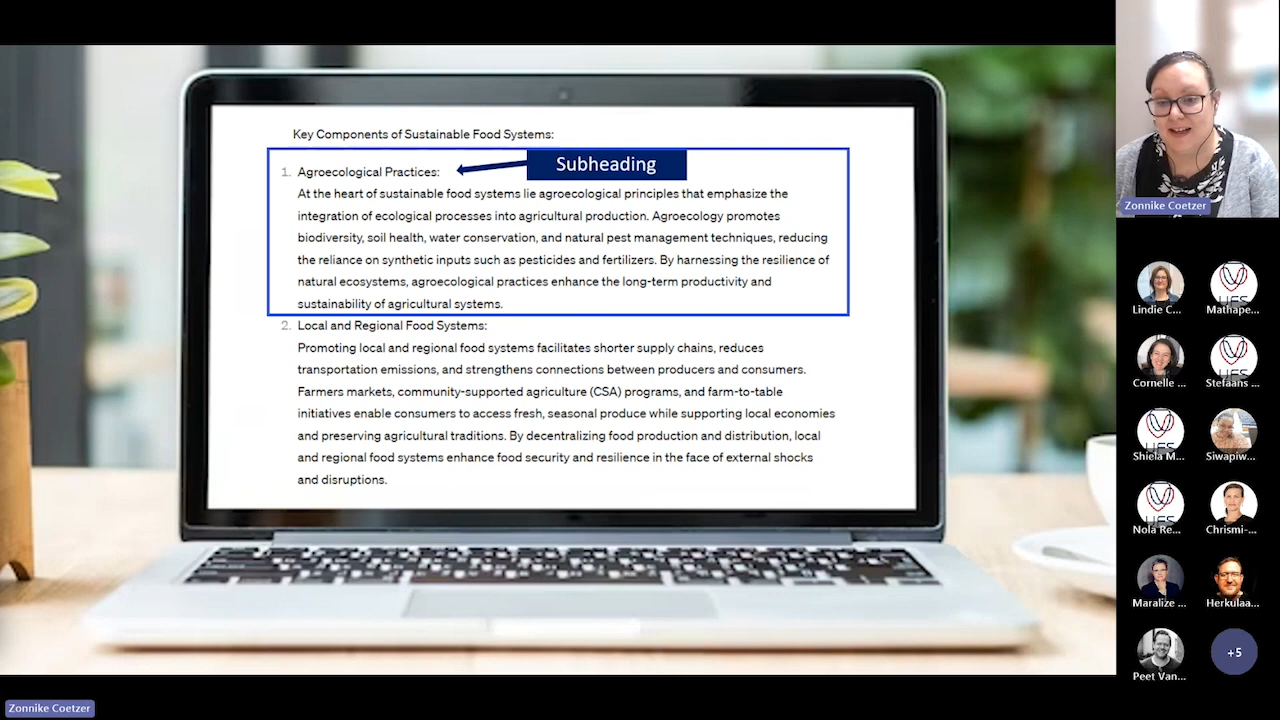 Key Components of Sustainable Food Systems:
1. Agroecological Practices:
Subheading
At the heart of sustainable food systems lie agroecological principles that emphasize the
integration of ecological processes into agricultural production. Agroecology promotes
biodiversity, soil health, water conservation, and natural pest management techniques, reducing
the reliance on synthetic inputs such as pesticides and fertilizers. By harnessing the resilience of
natural ecosystems, agroecological practices enhance the long-term productivity and
sustainability of agricultural systems.
2. Local and Regional Food Systems:
Promoting local and regional food systems facilitates shorter supply chains, reduces
transportation emissions, and strengthens connections between producers and consumers.
Farmers markets, community-supported agriculture (CSA) programs, and farm-to-table
initiatives enable consumers to access fresh, seasonal produce while supporting local economies
and preserving agricultural traditions. By decentralizing food production and distribution, local
and regional food systems enhance food security and resilience in the face of external shocks
and disruptions.
Zonnike Coetzer
Lindie C...
Mathape...
Cornelle ...
Stefaans ...
Shiela M...
Siwapiw...
Nola Re...
Chrismi-...
Maralize ...
Herkulaa...
Peet Van...
+5
Zonnike Coetzer